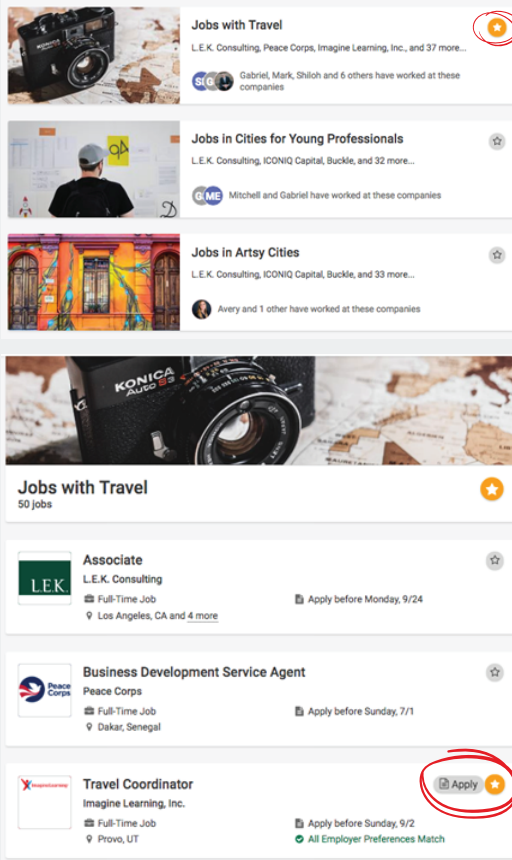 KONICA
Jobs with Travel
L.E.K. Consulting, Peace Corps, Imagine Learning, Inc., and 37 more...
Gabriel, Mark, Shiloh and 6 others have worked at these
companies
Jobs in Cities for Young Professionals
L.E.K. Consulting, ICONIQ Capital, Buckle, and 32 more...
G ME
Mitchell and Gabriel have worked at these companies
Jobs in Artsy Cities
L.E.K. Consulting, ICONIQ Capital, Buckle, and 33 more...
Avery and 1 other have worked at these companies
KONICA
AUTO S3
Jobs with Travel
50 jobs
Associate
L.E.K. Consulting
L.E.K.
Full-Time Job
Apply before Monday, 9/24
Los Angeles, CA and 4 more
Business Development Service Agent
Peace Corps
Peace
Corps
Full-Time Job
Apply before Sunday, 7/1
Dakar, Senegal
Travel Coordinator
Apply
imaginelearning
Imagine Learning, Inc.
Full-Time Job
Apply before Sunday, 9/2
Provo, UT
All Employer Preferences Match